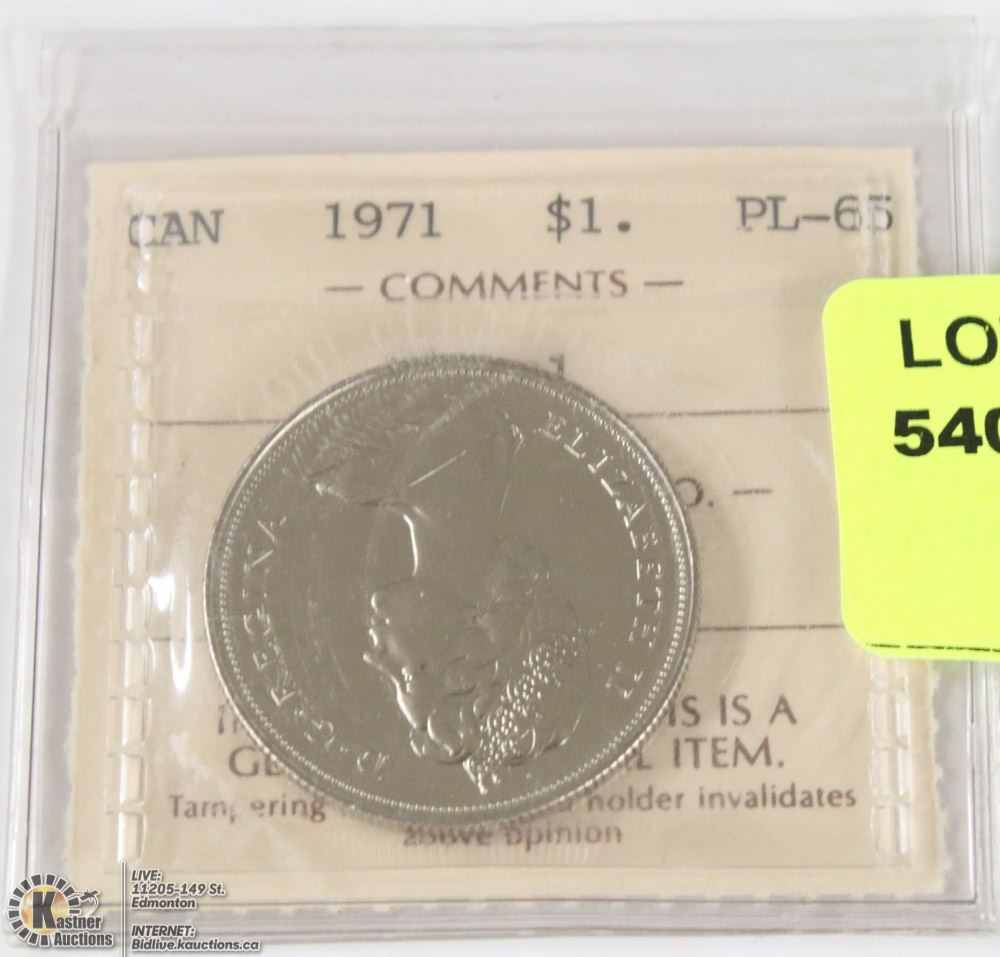 CAN 1971 $1. PL-65
— COMMENTS —
LO
540
O. —
ELIZABETH II
D·G·REGINA
IS IS A
ITEM.
Tampering holder invalidates
above opinion
Kastner
Auctions
LIVE:
11205-149 St.
Edmonton
INTERNET:
Bidlive.kauctions.ca